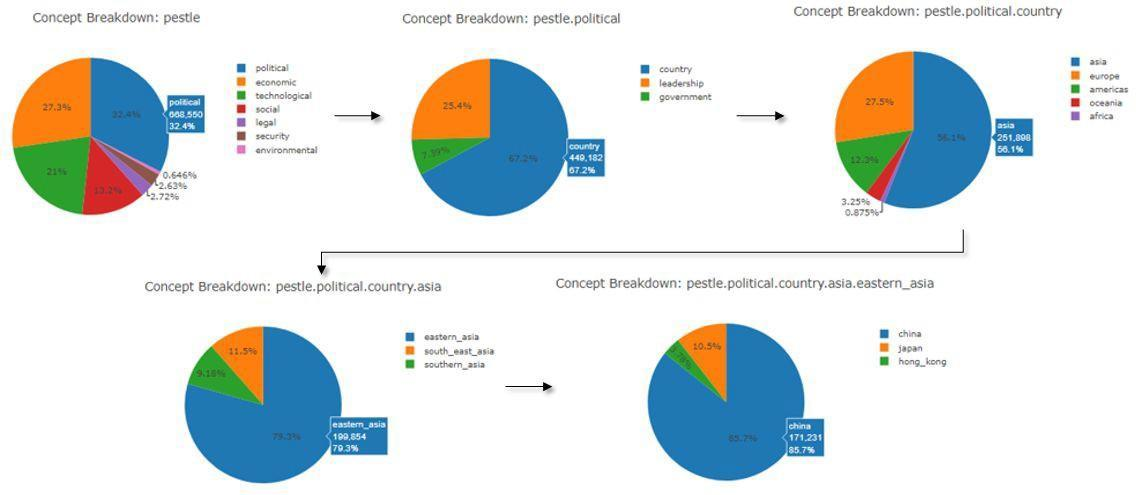 Concept Breakdown: pestle
27.3%
32.4%
21%
13.2%
0.646%
2.63%
2.72%
political
668,550
32.4%
political
economic
technological
social
legal
security
environmental
Concept Breakdown: pestle.political
25.4%
7.39%
67.2%
country
449,182
67.2%
country
leadership
government
Concept Breakdown: pestle.political.country
27.5%
56.1%
12.3%
3.25%
0.875%
asia
251,898
56.1%
asia
europe
americas
oceania
africa
Concept Breakdown: pestle.political.country.asia
11.5%
9.18%
79.3%
eastern_asia
199,854
79.3%
eastern_asia
south_east_asia
southern_asia
Concept Breakdown: pestle.political.country.asia.eastern_asia
10.5%
85.7%
china
171,231
85.7%
china
japan
hong_kong